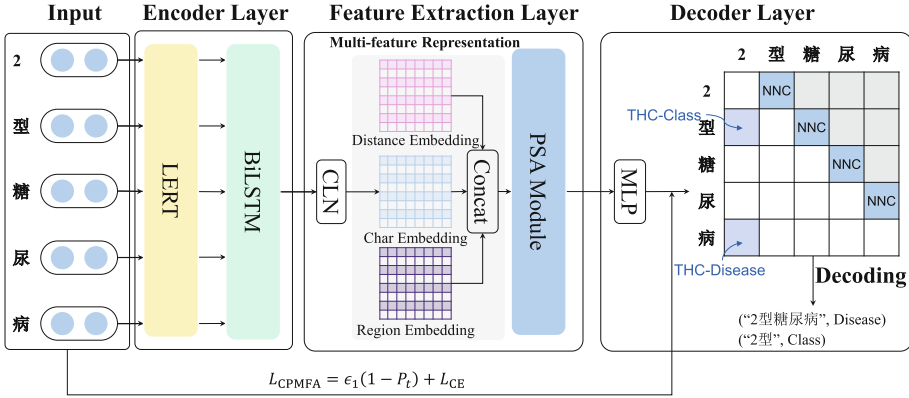 Input
Encoder Layer
Feature Extraction Layer
Decoder Layer
2
型
糖
尿
病
LERT
BiLSTM
CLN
Multi-feature Representation
Distance Embedding
Char Embedding
Region Embedding
Concat
PSA Module
MLP
2 型 糖 尿 病
2
型
糖
尿
病
NNC
NNC
NNC
NNC
THC-Class
THC-Disease
Decoding
(“2型糖尿病”, Disease)
(“2型”, Class)
L_CPMFA = ϵ₁(1 − P_t) + L_CE